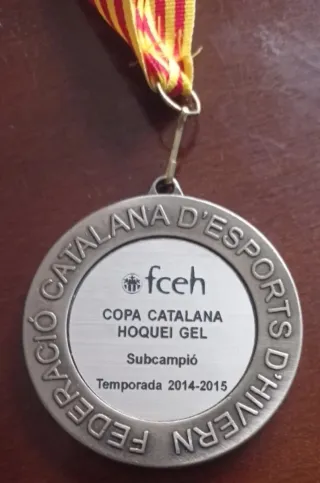 FEDERACIÓ CATALANA D'ESPORTS D'HIVERN
fceh
COPA CATALANA
HOQUEI GEL
Subcampió
Temporada 2014-2015